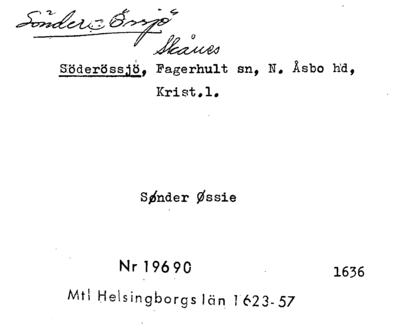 Sönder-Össjö
Skånes
Söderössjö, Fagerhult sn, N. Åsbo hd,
Krist.l.
Sønder Øssie
Nr 19690
1636
Mtl Helsingborgs län 1623-57